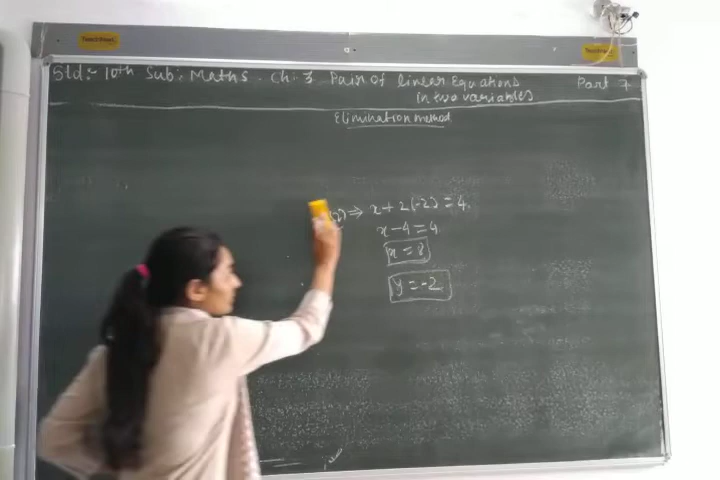 Std:- 10th Sub: Maths. Ch: 3 Pair Of linear Equations
(in two variables)
Part 7
Elimination method
(2) ⇒ x + 2(-2) = 4.
x - 4 = 4
x = 8
y = -2